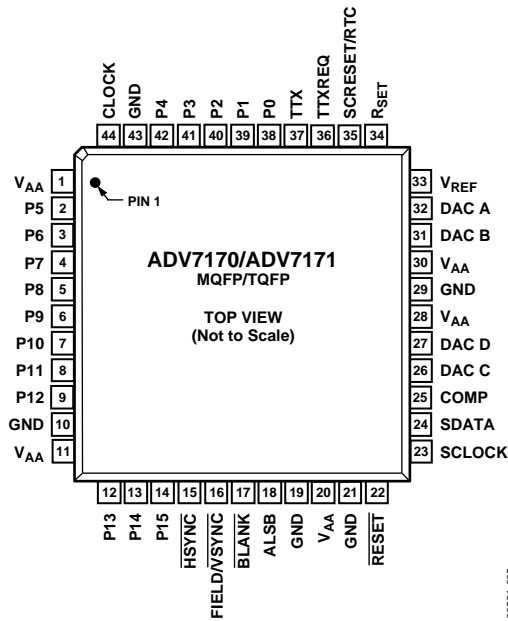 CLOCK GND P4 P3 P2 P1 P0 TTX TTXREQ SCRESET/RTC RSET
44 43 42 41 40 39 38 37 36 35 34
VAA 1
P5 2
P6 3
P7 4
P8 5
P9 6
P10 7
P11 8
P12 9
GND 10
VAA 11
PIN 1
ADV7170/ADV7171
MQFP/TQFP
TOP VIEW
(Not to Scale)
33 VREF
32 DAC A
31 DAC B
30 VAA
29 GND
28 VAA
27 DAC D
26 DAC C
25 COMP
24 SDATA
23 SCLOCK
12 13 14 15 16 17 18 19 20 21 22
P13 P14 P15 HSYNC FIELD/VSYNC BLANK ALSB GND VAA GND RESET